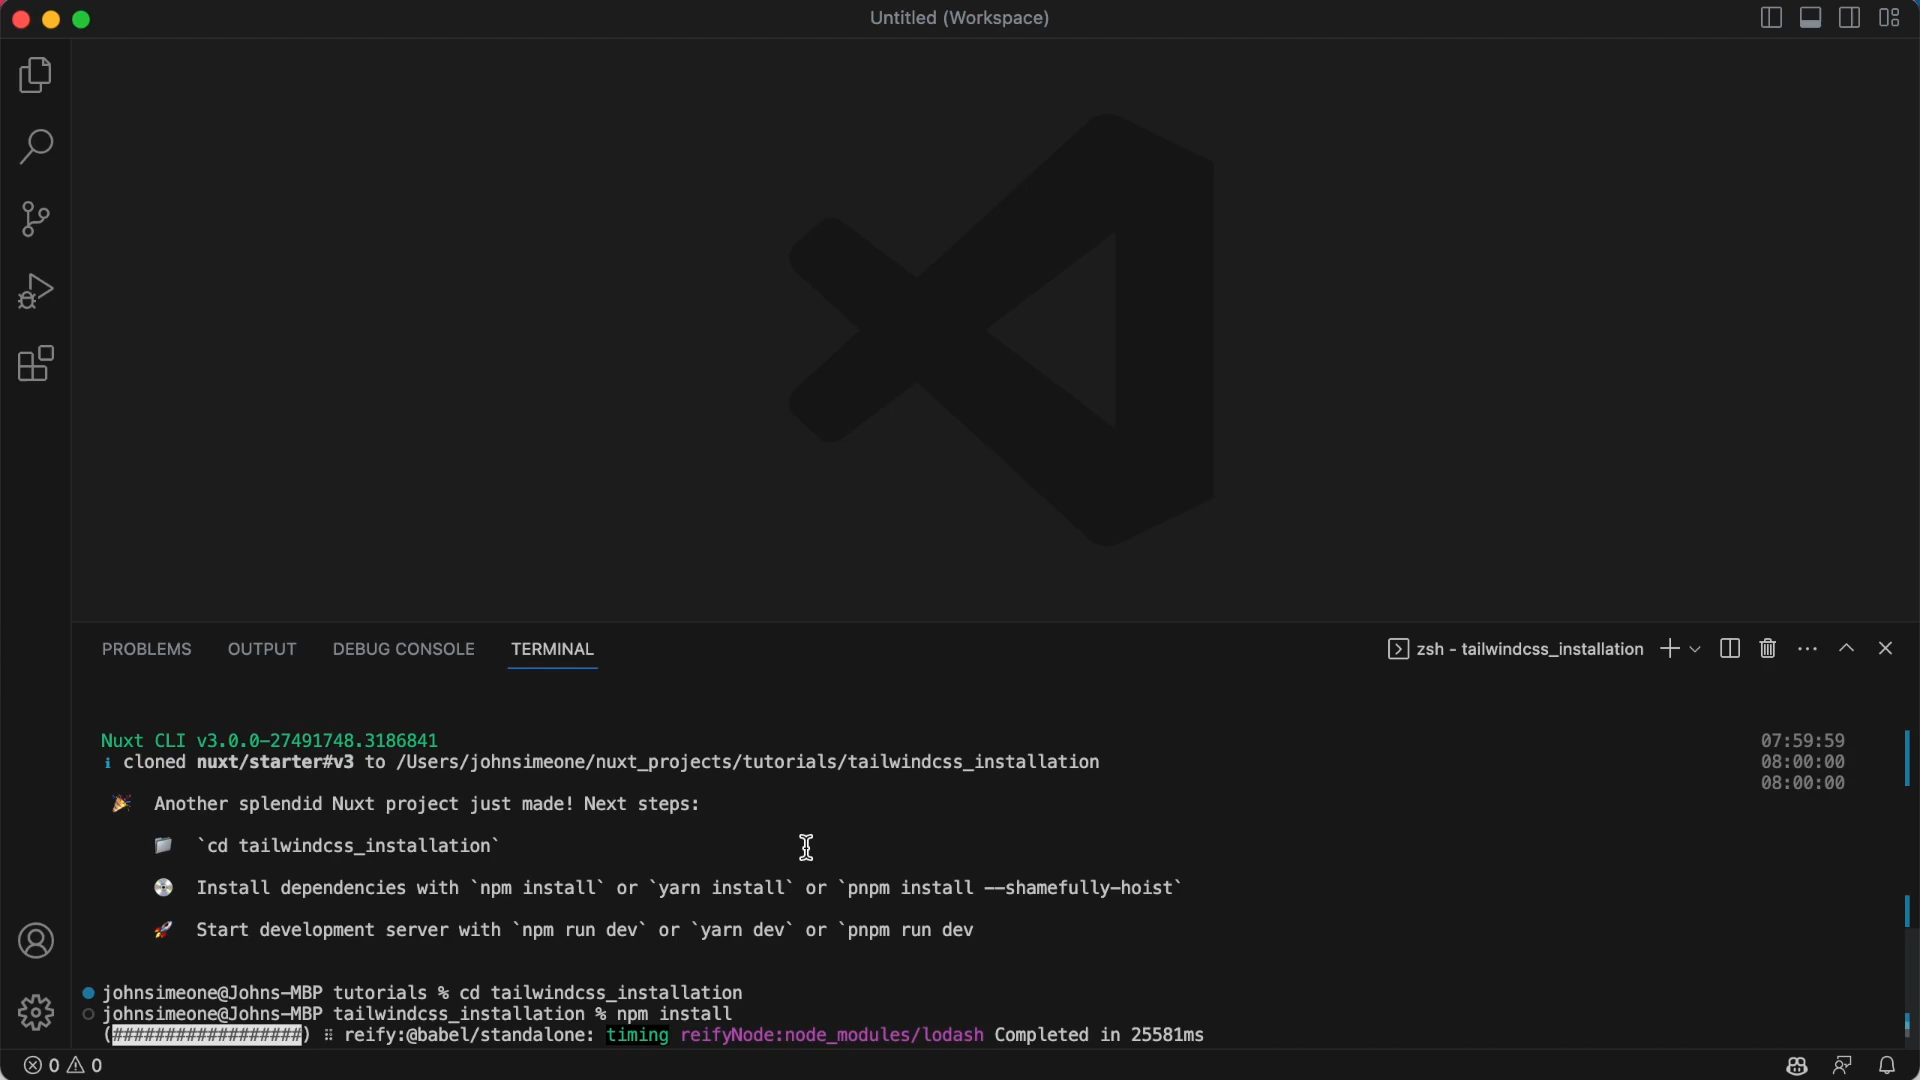 Untitled (Workspace)
PROBLEMS OUTPUT DEBUG CONSOLE TERMINAL
zsh - tailwindcss_installation
Nuxt CLI v3.0.0-27491748.3186841 07:59:59
i cloned nuxt/starter#v3 to /Users/johnsimeone/nuxt_projects/tutorials/tailwindcss_installation 08:00:00
08:00:00
🎉 Another splendid Nuxt project just made! Next steps:
📁 `cd tailwindcss_installation`
💿 Install dependencies with `npm install` or `yarn install` or `pnpm install --shamefully-hoist`
🚀 Start development server with `npm run dev` or `yarn dev` or `pnpm run dev
johnsimeone@Johns-MBP tutorials % cd tailwindcss_installation
johnsimeone@Johns-MBP tailwindcss_installation % npm install
(##################) ⠿ reify:@babel/standalone: timing reifyNode:node_modules/lodash Completed in 25581ms
0 0